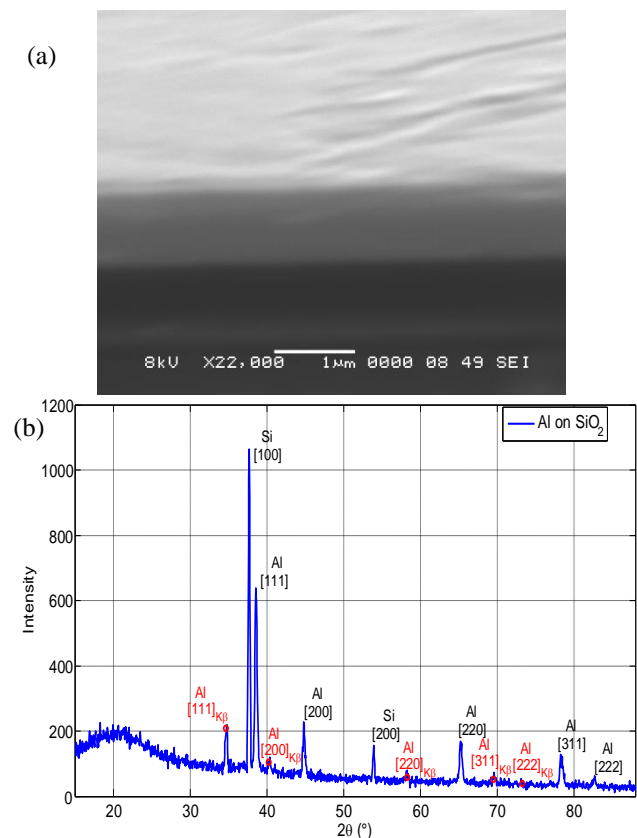 (a)
8kV X22,000 1μm 0000 08 49 SEI
(b)
1200
1000
800
600
400
200
0
Intensity
Al on SiO2
Si
[100]
Al
[111]
Al
[111]Kβ
Al
[200]Kβ
Al
[200]
Si
[200]
Al
[220]Kβ
Al
[220]
Al
[311]Kβ
Al
[222]Kβ
Al
[311]
Al
[222]
20 30 40 50 60 70 80
2θ (°)